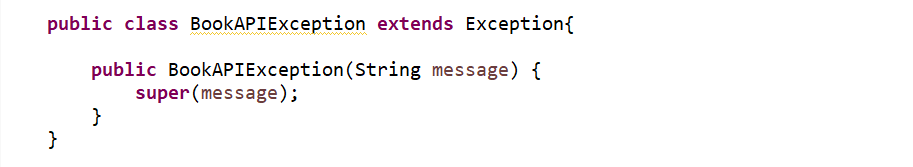 public class BookAPIException extends Exception{
public BookAPIException(String message) {
super(message);
}
}